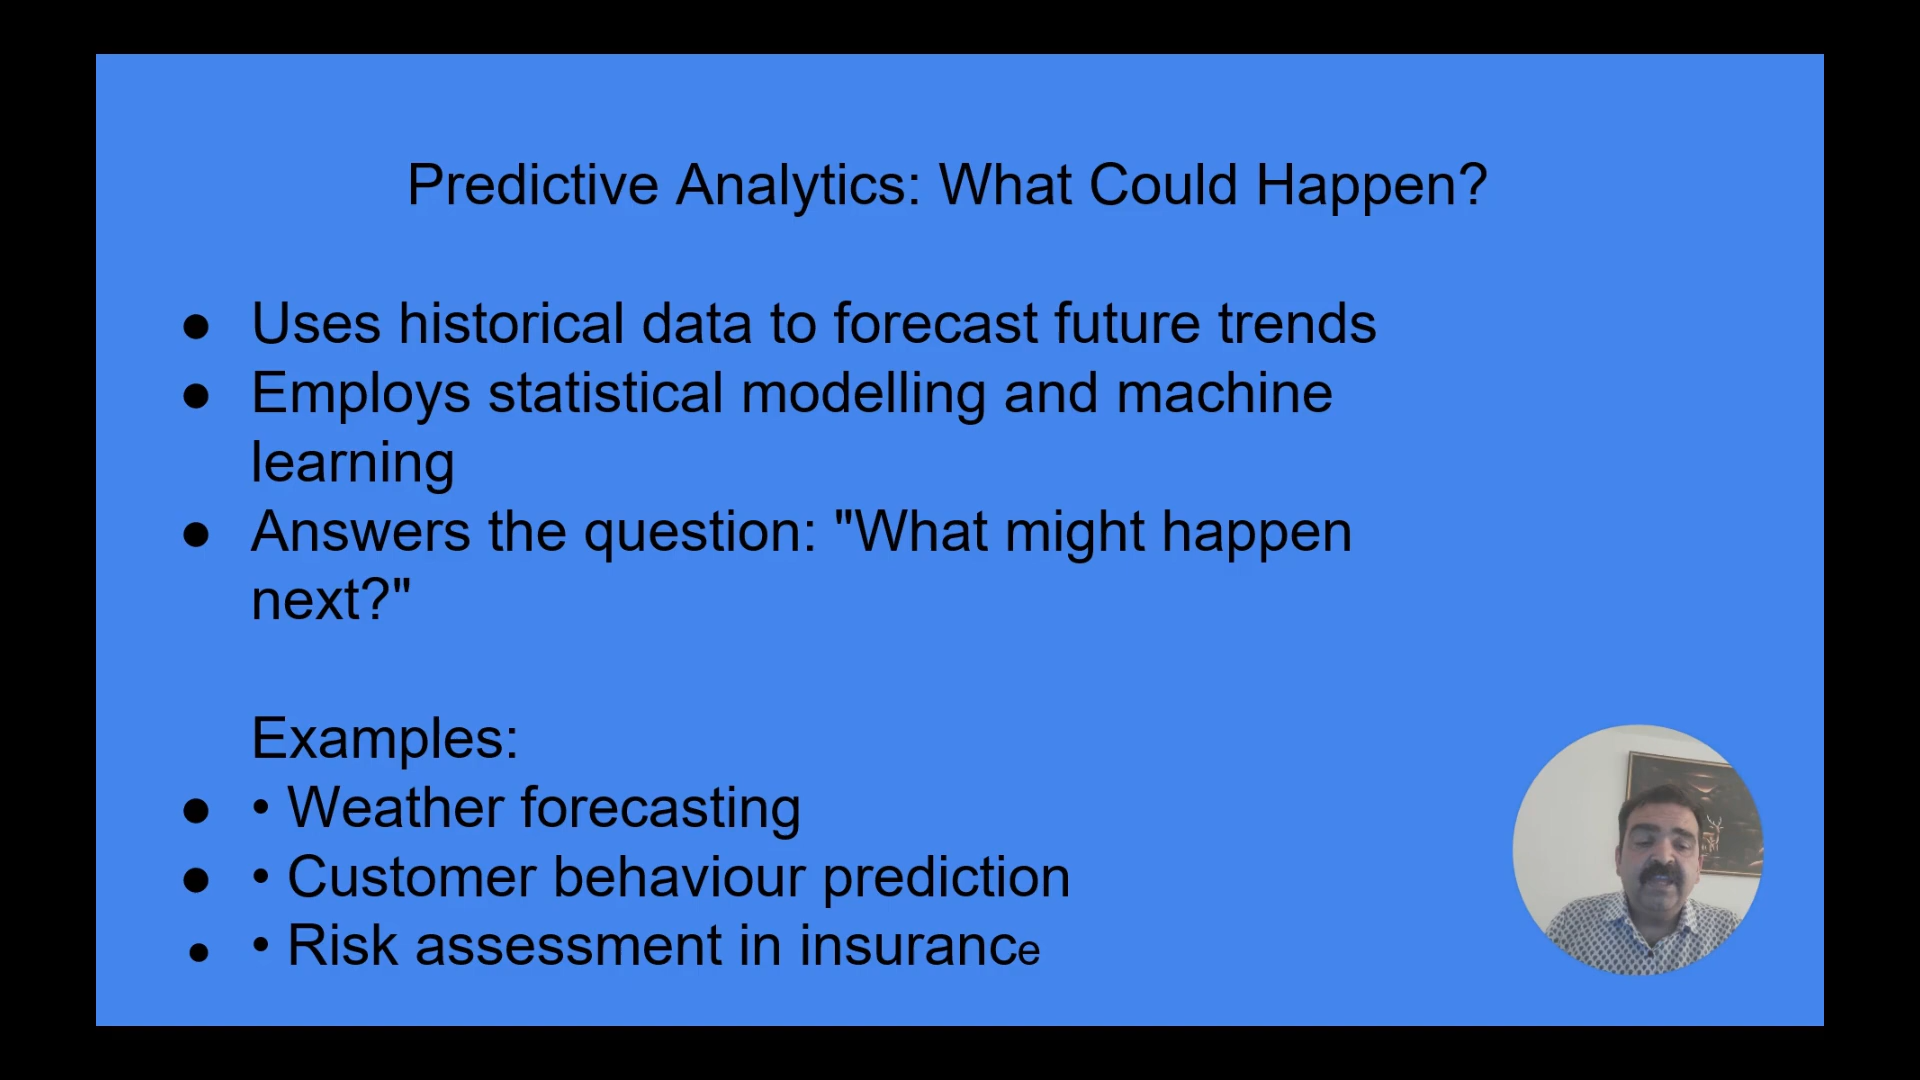 Predictive Analytics: What Could Happen?
● Uses historical data to forecast future trends
● Employs statistical modelling and machine
learning
● Answers the question: "What might happen
next?"
Examples:
● • Weather forecasting
● • Customer behaviour prediction
● • Risk assessment in insurance